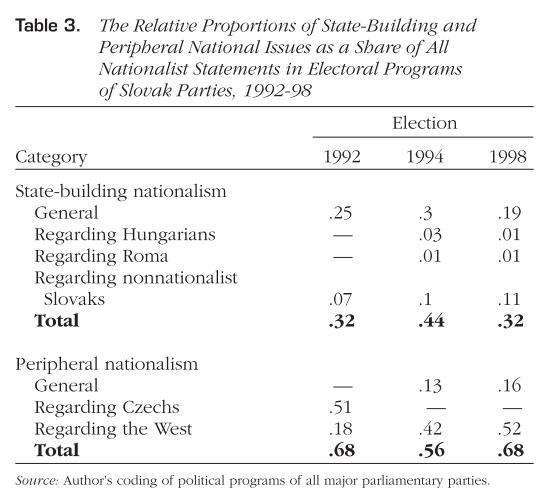 Table 3. The Relative Proportions of State-Building and
Peripheral National Issues as a Share of All
Nationalist Statements in Electoral Programs
of Slovak Parties, 1992-98
Election
Category 1992 1994 1998
State-building nationalism
General .25 .3 .19
Regarding Hungarians — .03 .01
Regarding Roma — .01 .01
Regarding nonnationalist
Slovaks .07 .1 .11
Total .32 .44 .32
Peripheral nationalism
General — .13 .16
Regarding Czechs .51 — —
Regarding the West .18 .42 .52
Total .68 .56 .68
Source: Author's coding of political programs of all major parliamentary parties.